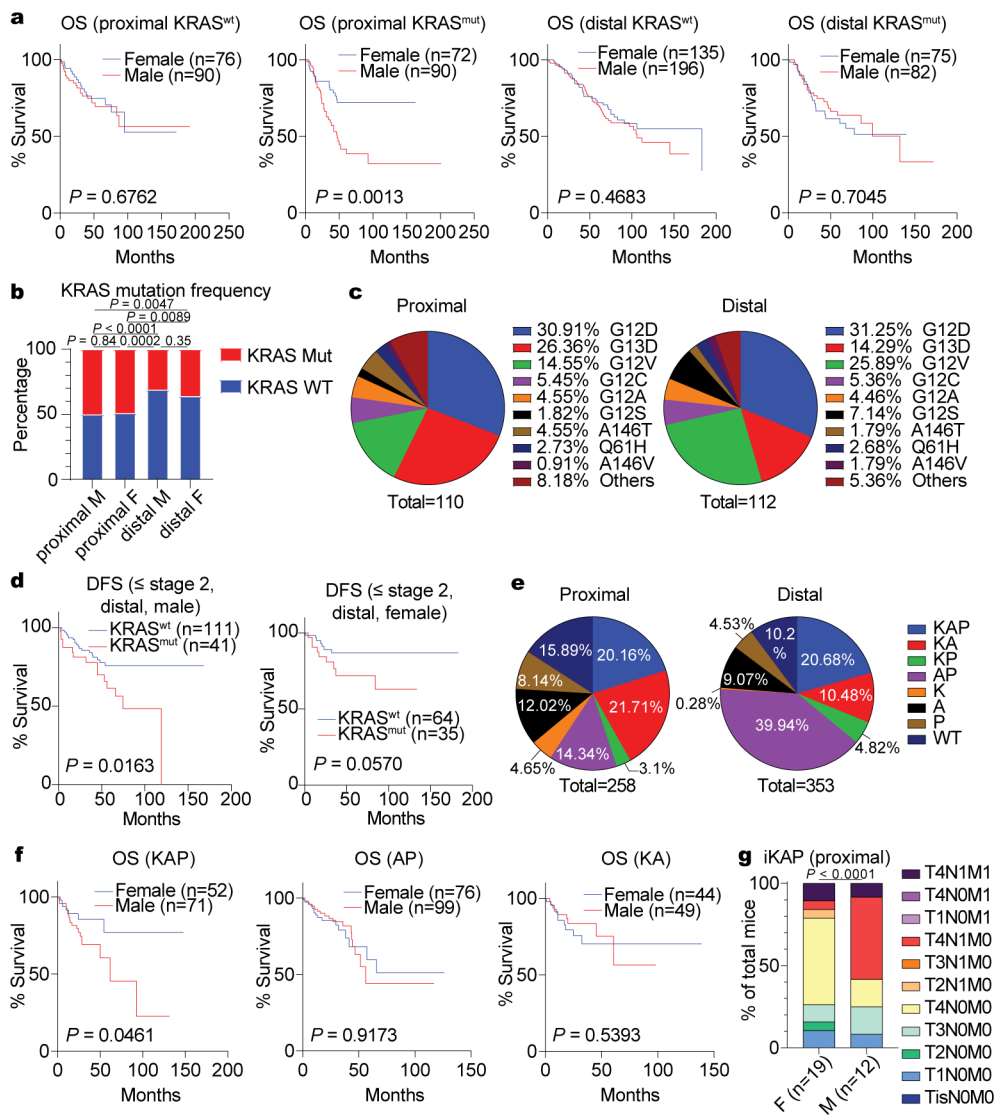 a
OS (proximal KRASwt)
Female (n=76)
Male (n=90)
% Survival
100
50
0
P = 0.6762
0 50 100 150 200 250
Months
OS (proximal KRASmut)
Female (n=72)
Male (n=90)
% Survival
100
50
0
P = 0.0013
0 50 100 150 200 250
Months
OS (distal KRASwt)
Female (n=135)
Male (n=196)
% Survival
100
50
0
P = 0.4683
0 50 100 150 200
Months
OS (distal KRASmut)
Female (n=75)
Male (n=82)
% Survival
100
50
0
P = 0.7045
0 50 100 150 200
Months
b
KRAS mutation frequency
P = 0.0047
P = 0.0089
P < 0.0001
P = 0.84 0.0002 0.35
Percentage
100
50
0
KRAS Mut
KRAS WT
proximal M
proximal F
distal M
distal F
c
Proximal
30.91% G12D
26.36% G13D
14.55% G12V
5.45% G12C
4.55% G12A
1.82% G12S
4.55% A146T
2.73% Q61H
0.91% A146V
8.18% Others
Total=110
Distal
31.25% G12D
14.29% G13D
25.89% G12V
5.36% G12C
4.46% G12A
7.14% G12S
1.79% A146T
2.68% Q61H
1.79% A146V
5.36% Others
Total=112
d
DFS (≤ stage 2,
distal, male)
KRASwt (n=111)
KRASmut (n=41)
% Survival
100
50
0
P = 0.0163
0 50 100 150 200
Months
DFS (≤ stage 2,
distal, female)
% Survival
100
50
0
KRASwt (n=64)
KRASmut (n=35)
P = 0.0570
0 50 100 150 200
Months
e
Proximal
15.89%
20.16%
8.14%
12.02%
21.71%
14.34%
4.65%
3.1%
Total=258
Distal
4.53%
10.2
%
20.68%
9.07%
10.48%
0.28%
39.94%
4.82%
Total=353
KAP
KA
KP
AP
K
A
P
WT
f
OS (KAP)
Female (n=52)
Male (n=71)
% Survival
100
50
0
P = 0.0461
0 50 100 150 200
Months
OS (AP)
Female (n=76)
Male (n=99)
% Survival
100
50
0
P = 0.9173
0 50 100 150
Months
OS (KA)
Female (n=44)
Male (n=49)
% Survival
100
50
0
P = 0.5393
0 50 100 150
Months
g
iKAP (proximal)
P < 0.0001
% of total mice
100
50
0
F (n=19)
M (n=12)
T4N1M1
T4N0M1
T1N0M1
T4N1M0
T3N1M0
T2N1M0
T4N0M0
T3N0M0
T2N0M0
T1N0M0
TisN0M0